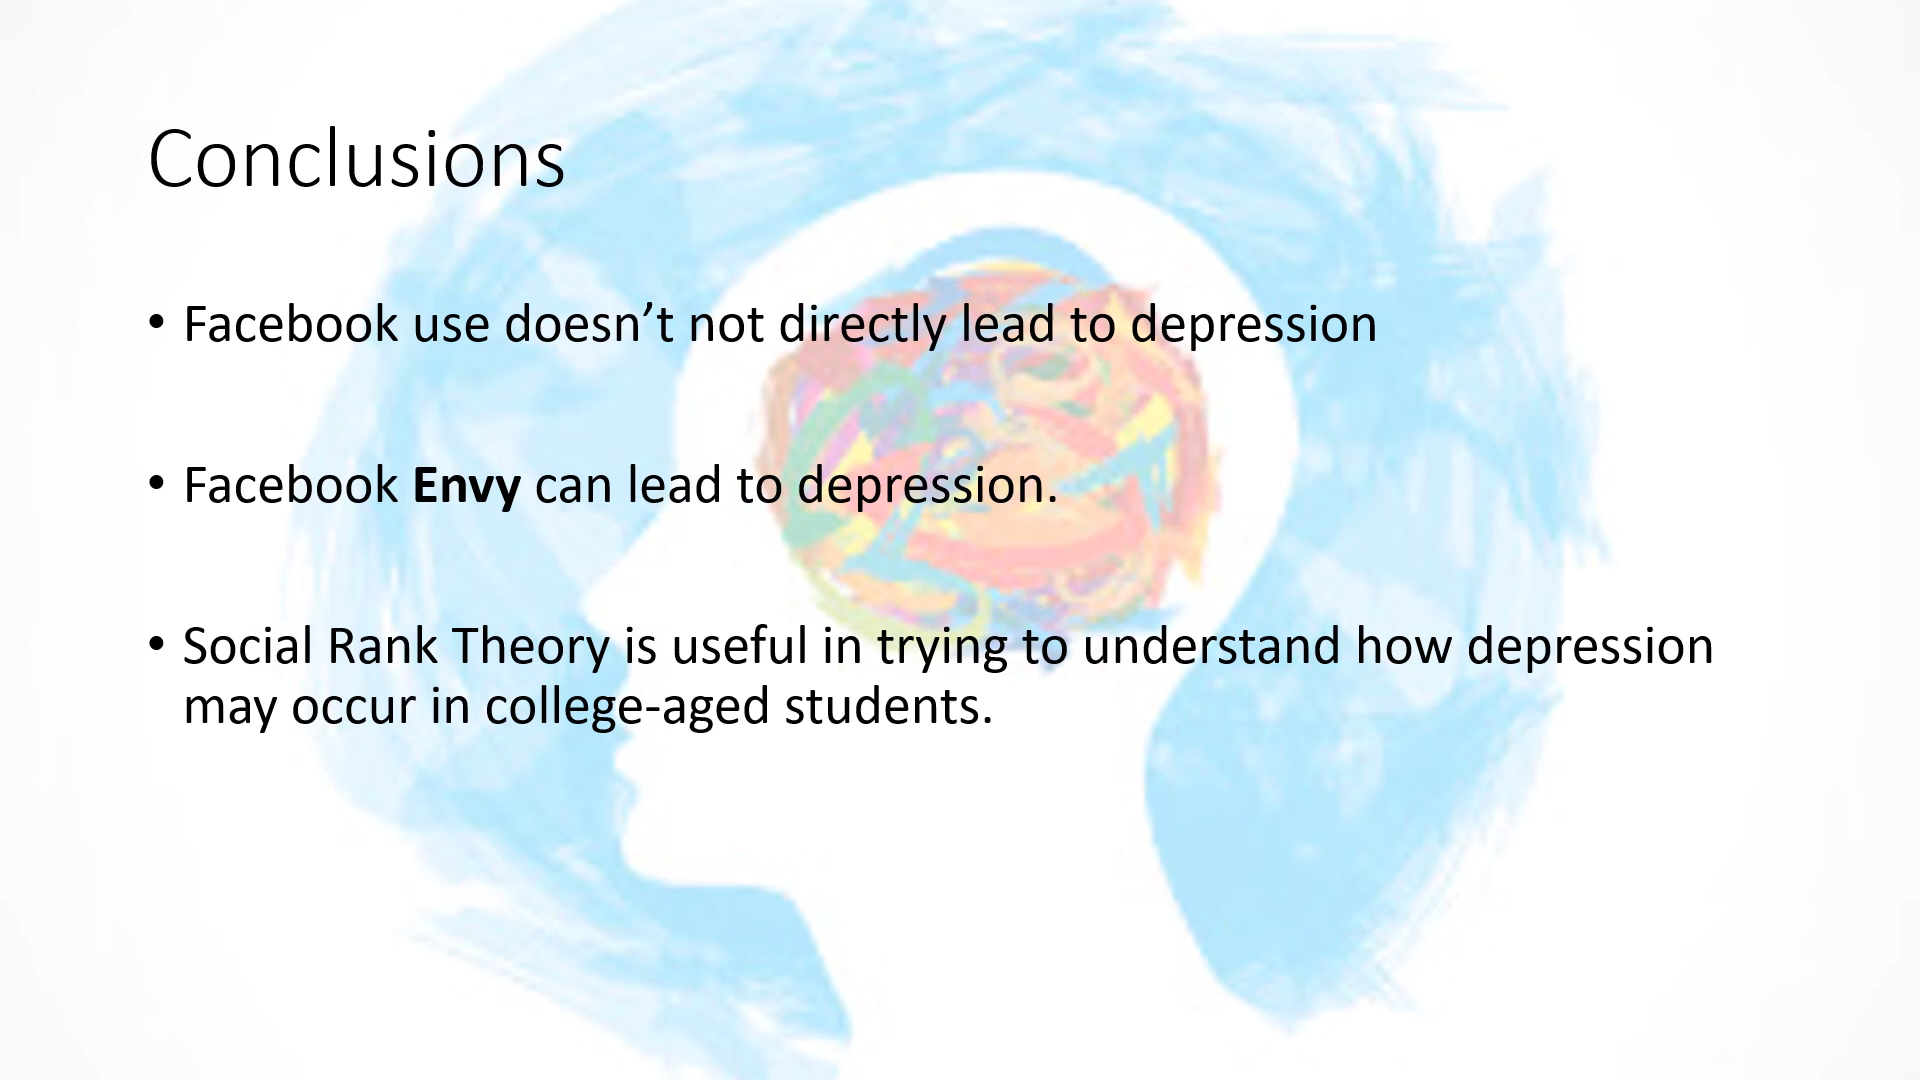 Conclusions
• Facebook use doesn’t not directly lead to depression
• Facebook Envy can lead to depression.
• Social Rank Theory is useful in trying to understand how depression
may occur in college-aged students.